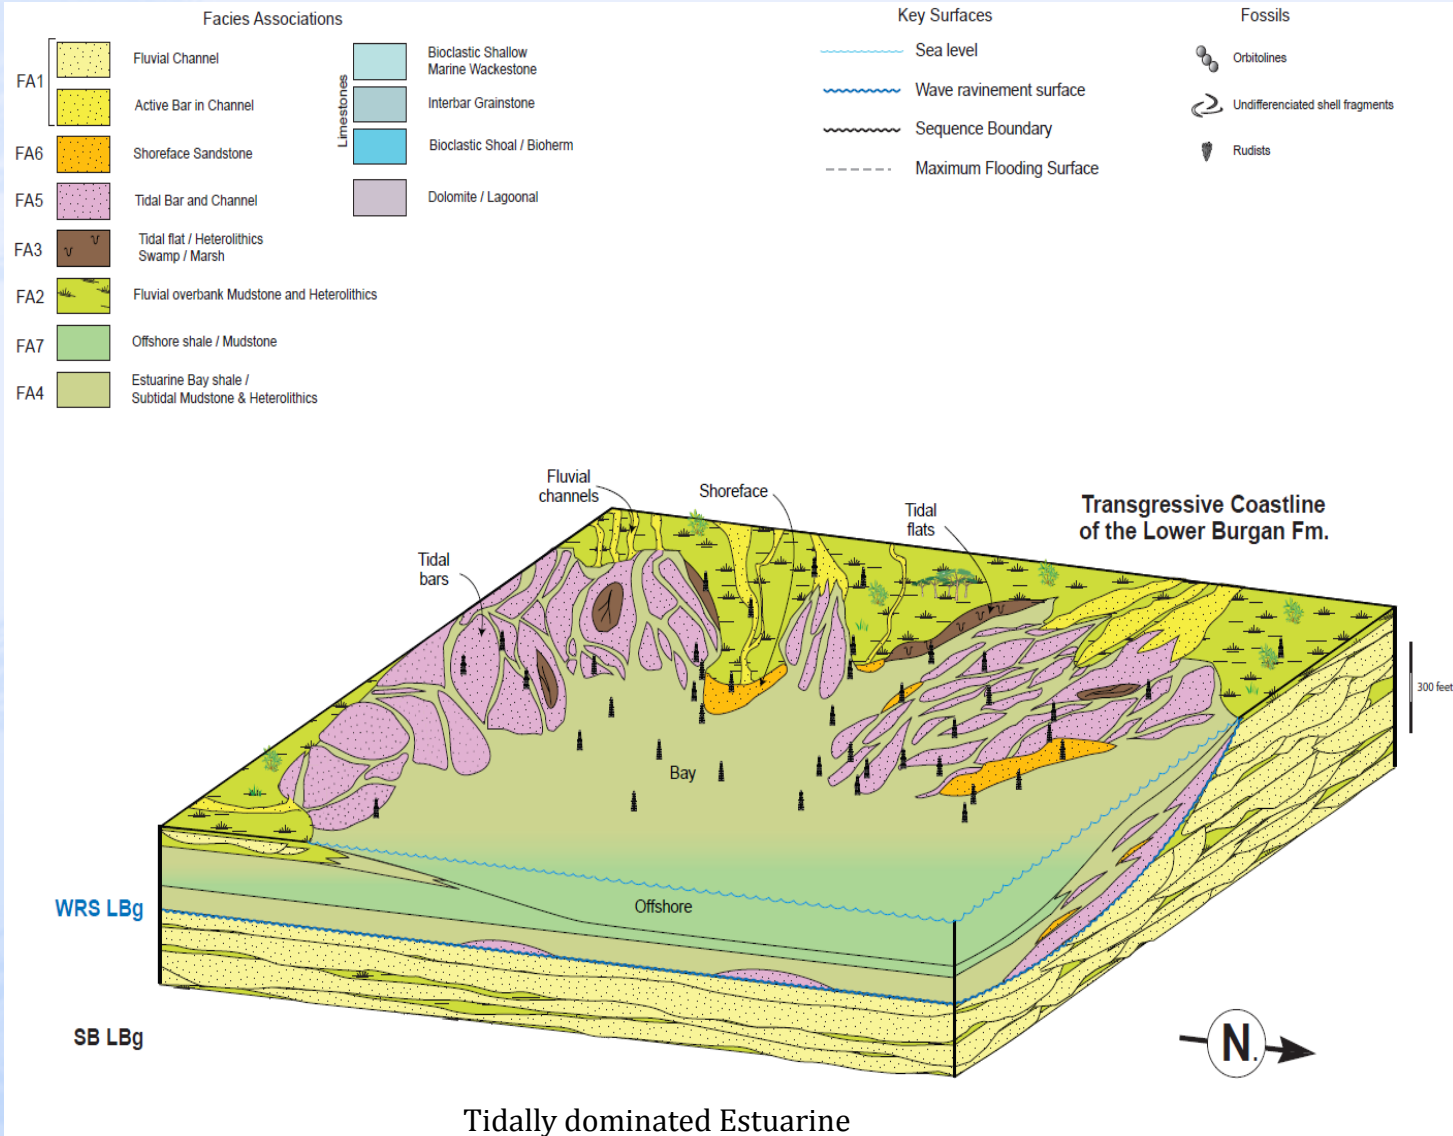 Facies Associations
FA1
Fluvial Channel
Active Bar in Channel
FA6
Shoreface Sandstone
FA5
Tidal Bar and Channel
FA3
Tidal flat / Heterolithics
Swamp / Marsh
FA2
Fluvial overbank Mudstone and Heterolithics
FA7
Offshore shale / Mudstone
FA4
Estuarine Bay shale /
Subtidal Mudstone & Heterolithics
Limestones
Bioclastic Shallow
Marine Wackestone
Interbar Grainstone
Bioclastic Shoal / Bioherm
Dolomite / Lagoonal
Key Surfaces
Sea level
Wave ravinement surface
Sequence Boundary
Maximum Flooding Surface
Fossils
Orbitolines
Undifferenciated shell fragments
Rudists
Fluvial
channels
Shoreface
Tidal
flats
Transgressive Coastline
of the Lower Burgan Fm.
Tidal
bars
300 feet
Bay
Offshore
WRS LBg
SB LBg
N.
Tidally dominated Estuarine